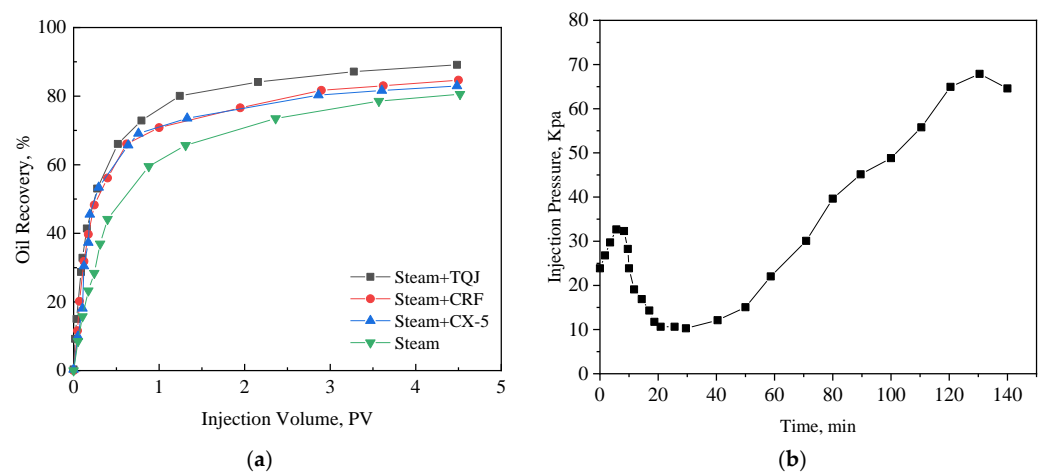 100
80
60
40
20
0
Oil Recovery, %
Steam+TQJ
Steam+CRF
Steam+CX-5
Steam
0 1 2 3 4 5
Injection Volume, PV
(a)
80
70
60
50
40
30
20
10
0
Injection Pressure, Kpa
0 20 40 60 80 100 120 140
Time, min
(b)